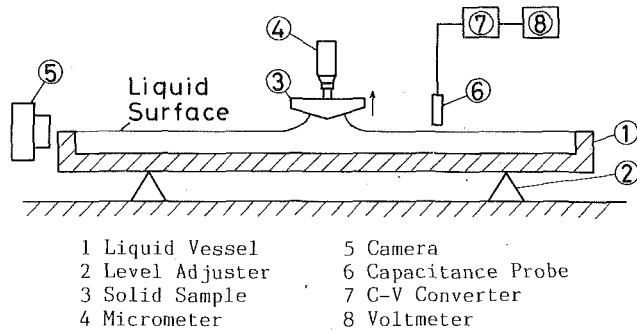 ④
⑦
⑧
⑤
③
Liquid
Surface
⑥
①
②
1 Liquid Vessel
2 Level Adjuster
3 Solid Sample
4 Micrometer
5 Camera
6 Capacitance Probe
7 C-V Converter
8 Voltmeter